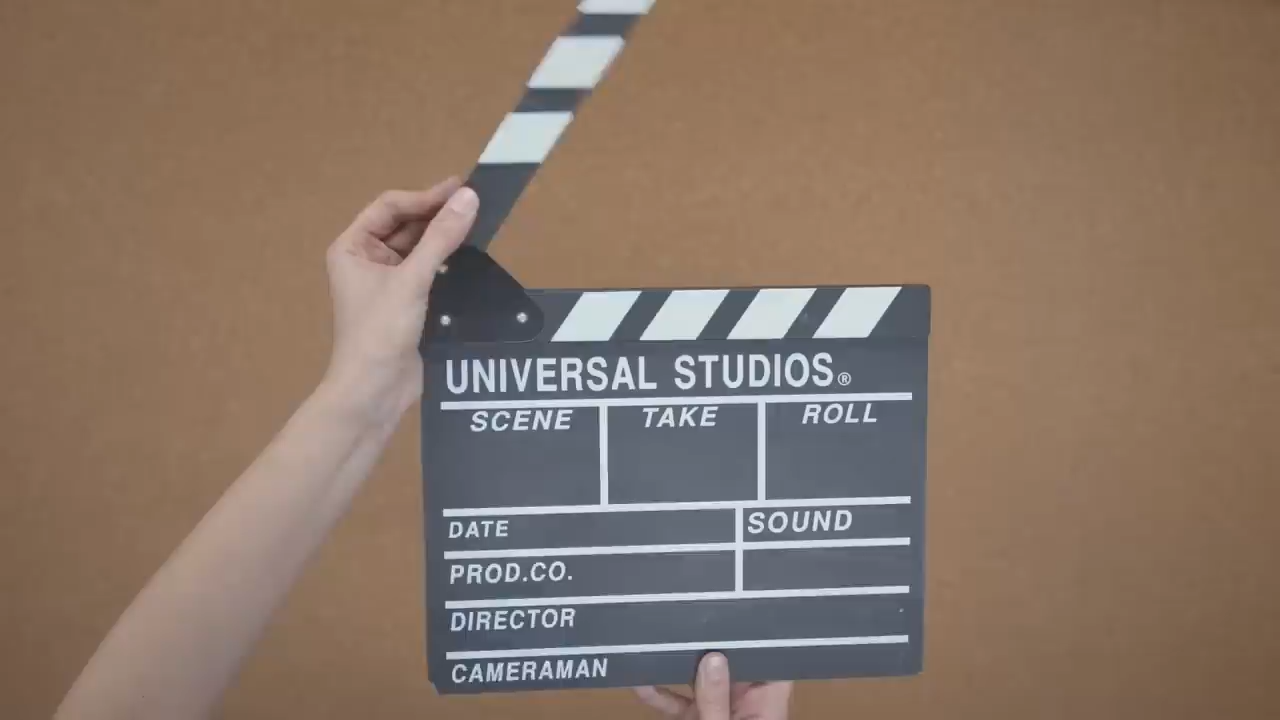 UNIVERSAL STUDIOS®
SCENE TAKE ROLL
DATE SOUND
PROD.CO.
DIRECTOR
CAMERAMAN